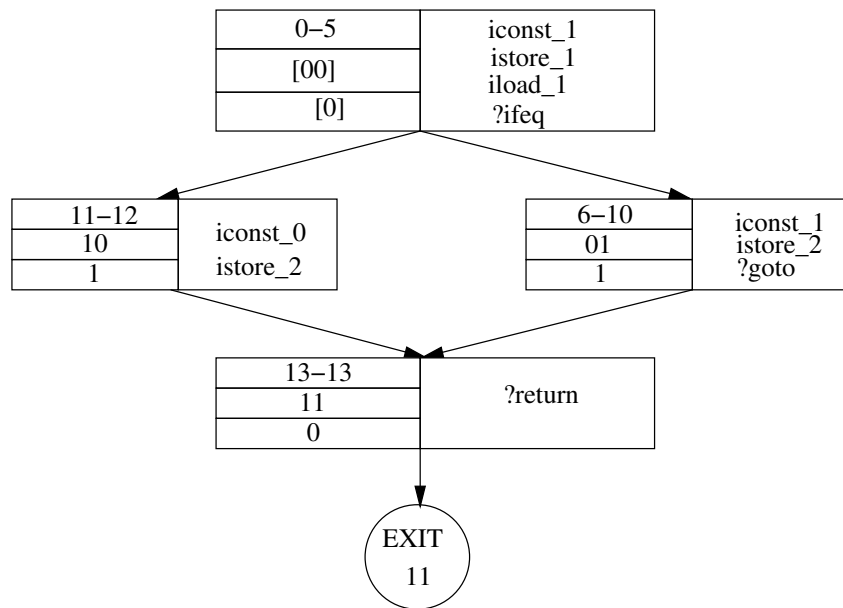 0–5
[00]
[0]
iconst_1
istore_1
iload_1
?ifeq
11–12
10
1
iconst_0
istore_2
6–10
01
1
iconst_1
istore_2
?goto
13–13
11
0
?return
EXIT
11